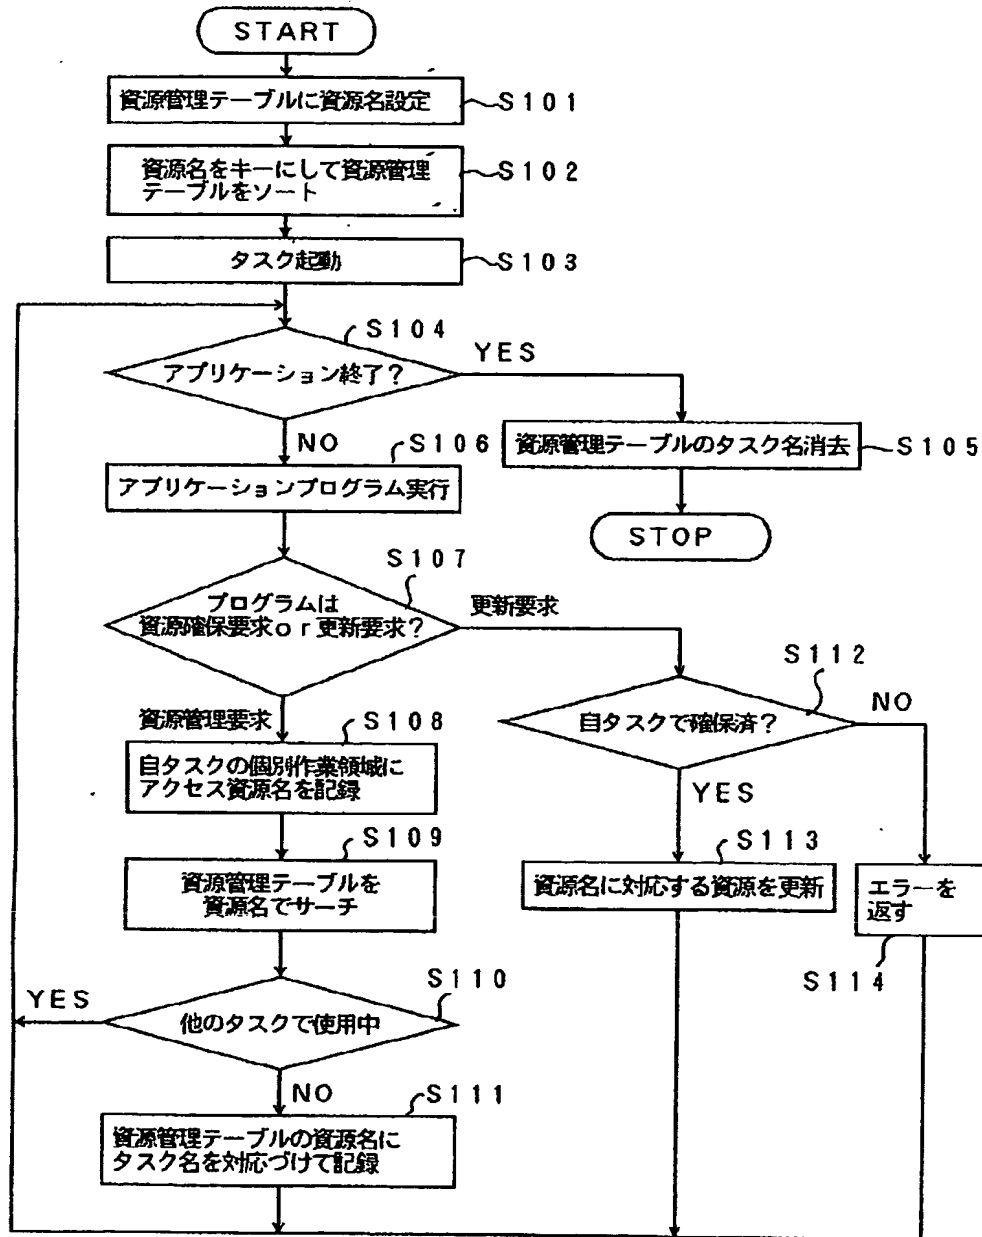 START
資源管理テーブルに資源名設定
S101
資源名をキーにして資源管理
テーブルをソート
S102
タスク起動
S103
S104
アプリケーション終了?
YES
NO
S106
資源管理テーブルのタスク名消去
S105
アプリケーションプログラム実行
STOP
S107
プログラムは
資源確保要求or更新要求?
更新要求
S112
資源管理要求
S108
自タスクで確保済?
NO
自タスクの個別作業領域に
アクセス資源名を記録
YES
S109
S113
資源管理テーブルを
資源名でサーチ
資源名に対応する資源を更新
エラーを
返す
S114
S110
YES
他のタスクで使用中
NO
S111
資源管理テーブルの資源名に
タスク名を対応づけて記録